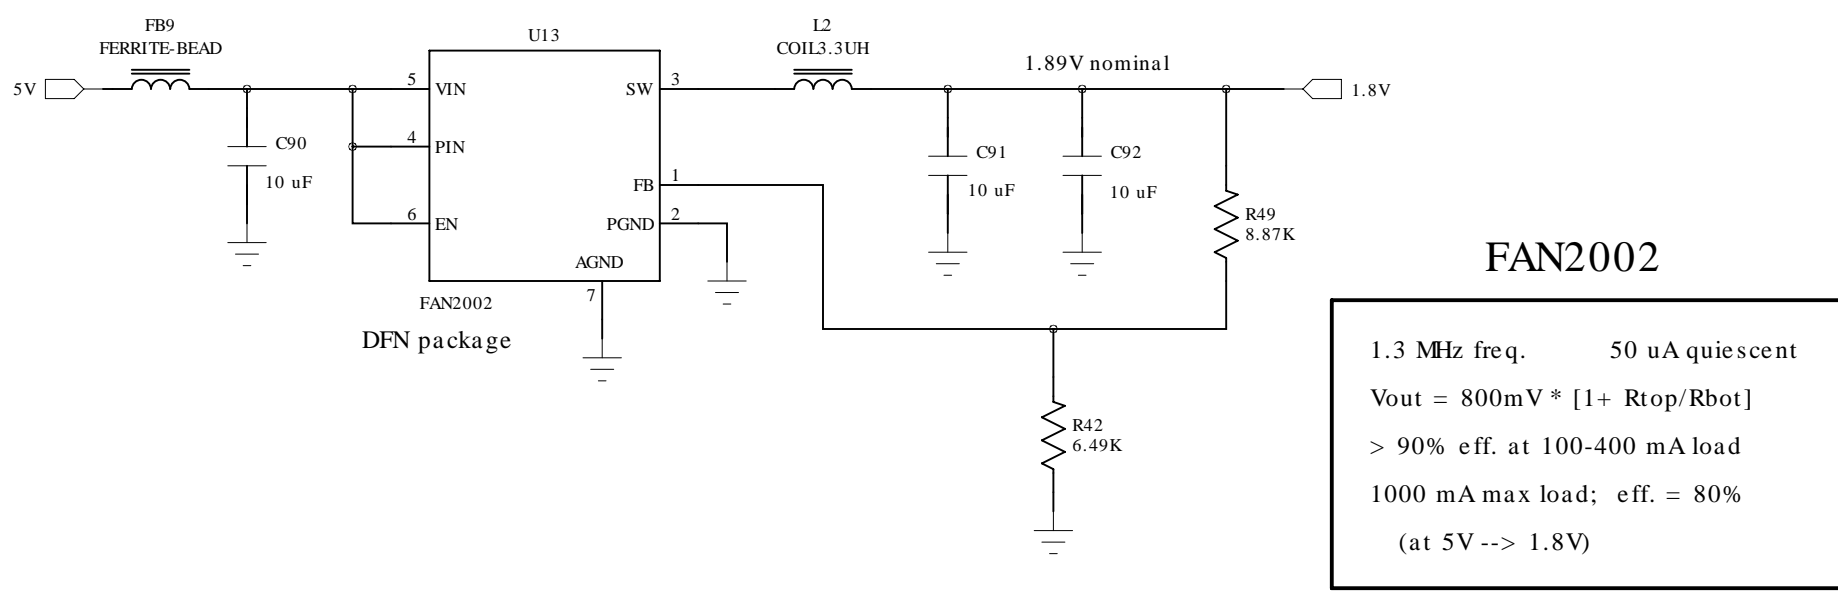 FB9
FERRITE-BEAD
5V
C90
10 uF
U13
5
VIN
4
PIN
6
EN
SW
3
FB
1
PGND
2
AGND
7
FAN2002
DFN package
L2
COIL3.3UH
1.89V nominal
1.8V
C91
10 uF
C92
10 uF
R49
8.87K
R42
6.49K
FAN2002
1.3 MHz freq. 50 uA quiescent
Vout = 800mV * [1+ Rtop/Rbot]
> 90% eff. at 100-400 mA load
1000 mA max load; eff. = 80%
(at 5V --> 1.8V)